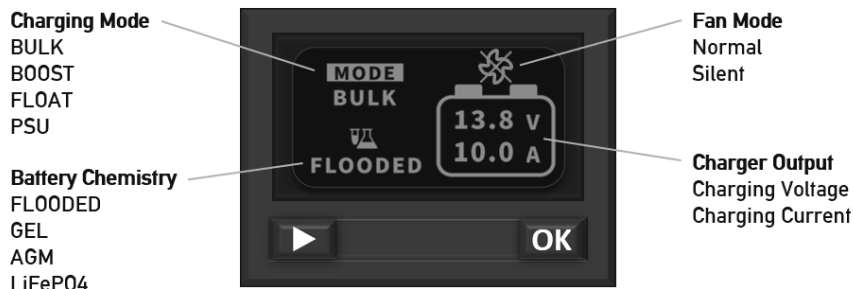 Charging Mode
BULK
BOOST
FLOAT
PSU
Battery Chemistry
FLOODED
GEL
AGM
LiFePO4
MODE
BULK
FLOODED
13.8 V
10.0 A
OK
Fan Mode
Normal
Silent
Charger Output
Charging Voltage
Charging Current